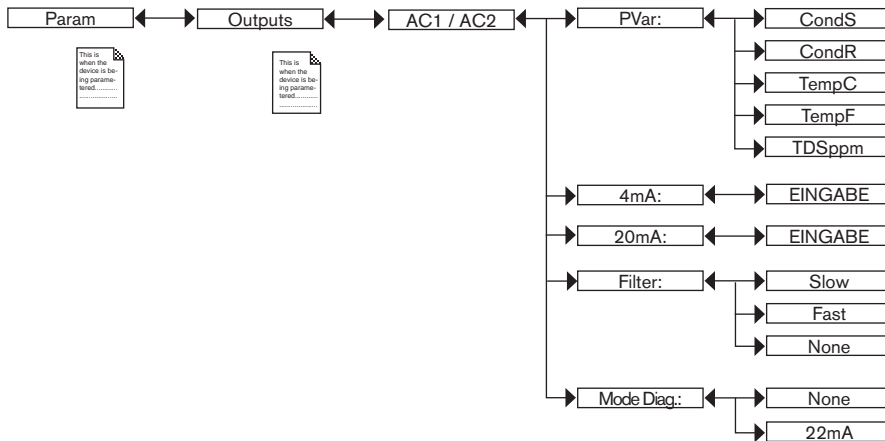 Param
Outputs
AC1 / AC2
PVar:
CondS
CondR
TempC
TempF
TDSppm
This is
when the
device is be-
ing parame-
tered...........
....................
This is
when the
device is be-
ing parame-
tered...........
....................
4mA:
EINGABE
20mA:
EINGABE
Filter:
Slow
Fast
None
Mode Diag.:
None
22mA